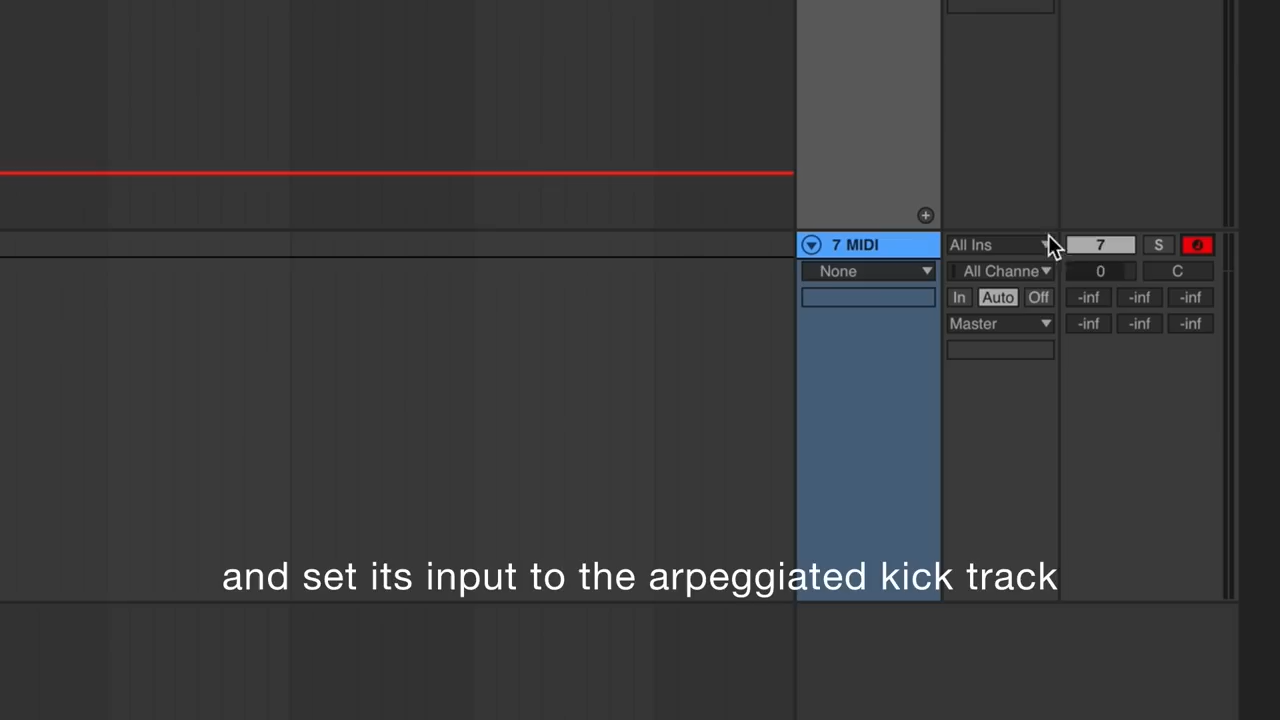 7 MIDI All Ins 7 S
None All Channe 0 C
In Auto Off -inf -inf -inf
Master -inf -inf -inf
and set its input to the arpeggiated kick track